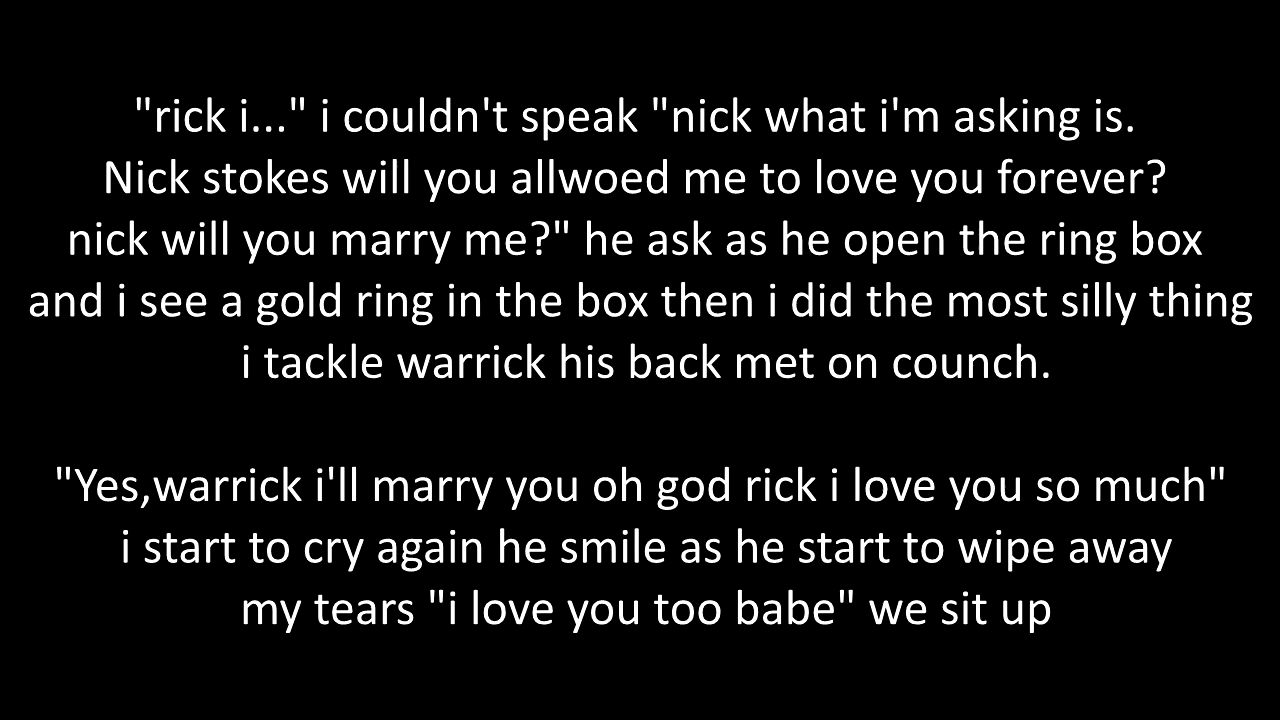 "rick i..." i couldn't speak "nick what i'm asking is.
Nick stokes will you allwoed me to love you forever?
nick will you marry me?" he ask as he open the ring box
and i see a gold ring in the box then i did the most silly thing
i tackle warrick his back met on counch.
"Yes,warrick i'll marry you oh god rick i love you so much"
i start to cry again he smile as he start to wipe away
my tears "i love you too babe" we sit up